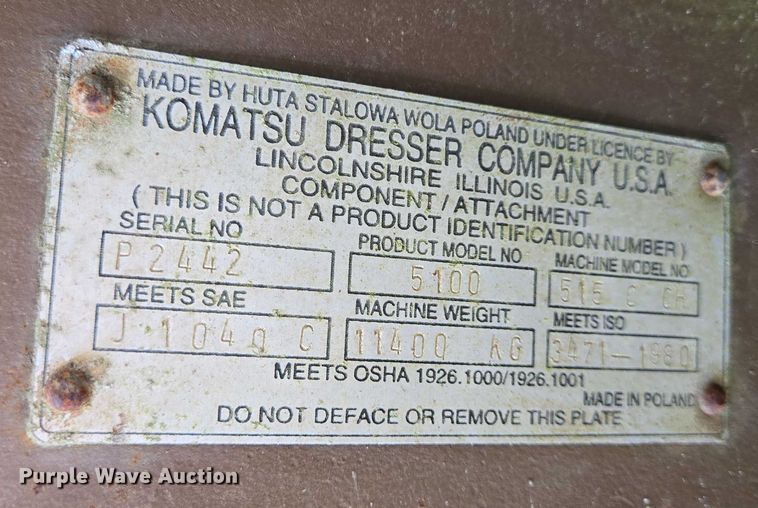 MADE BY HUTA STALOWA WOLA POLAND UNDER LICENCE BY
KOMATSU DRESSER COMPANY U.S.A.
LINCOLNSHIRE ILLINOIS U.S.A.
COMPONENT / ATTACHMENT
( THIS IS NOT A PRODUCT IDENTIFICATION NUMBER )
SERIAL NO PRODUCT MODEL NO MACHINE MODEL NO
P2442 5100 515 C CH
MEETS SAE MACHINE WEIGHT MEETS ISO
J 1040 C 11400 KG 3471-1980
MEETS OSHA 1926.1000/1926.1001
MADE IN POLAND
DO NOT DEFACE OR REMOVE THIS PLATE
Purple Wave Auction